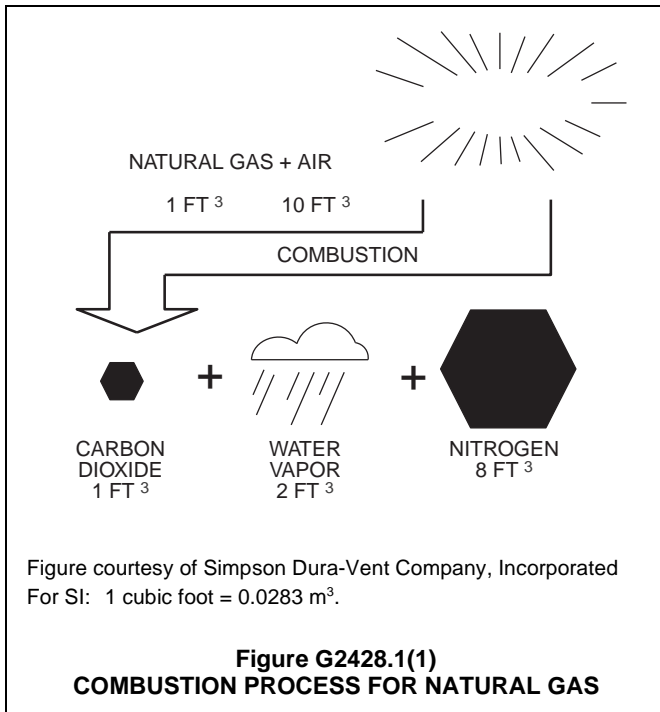 NATURAL GAS + AIR
1 FT ³ 10 FT ³
COMBUSTION
+ +
CARBON
DIOXIDE
1 FT ³
WATER
VAPOR
2 FT ³
NITROGEN
8 FT ³
Figure courtesy of Simpson Dura-Vent Company, Incorporated
For SI: 1 cubic foot = 0.0283 m³.
Figure G2428.1(1)
COMBUSTION PROCESS FOR NATURAL GAS